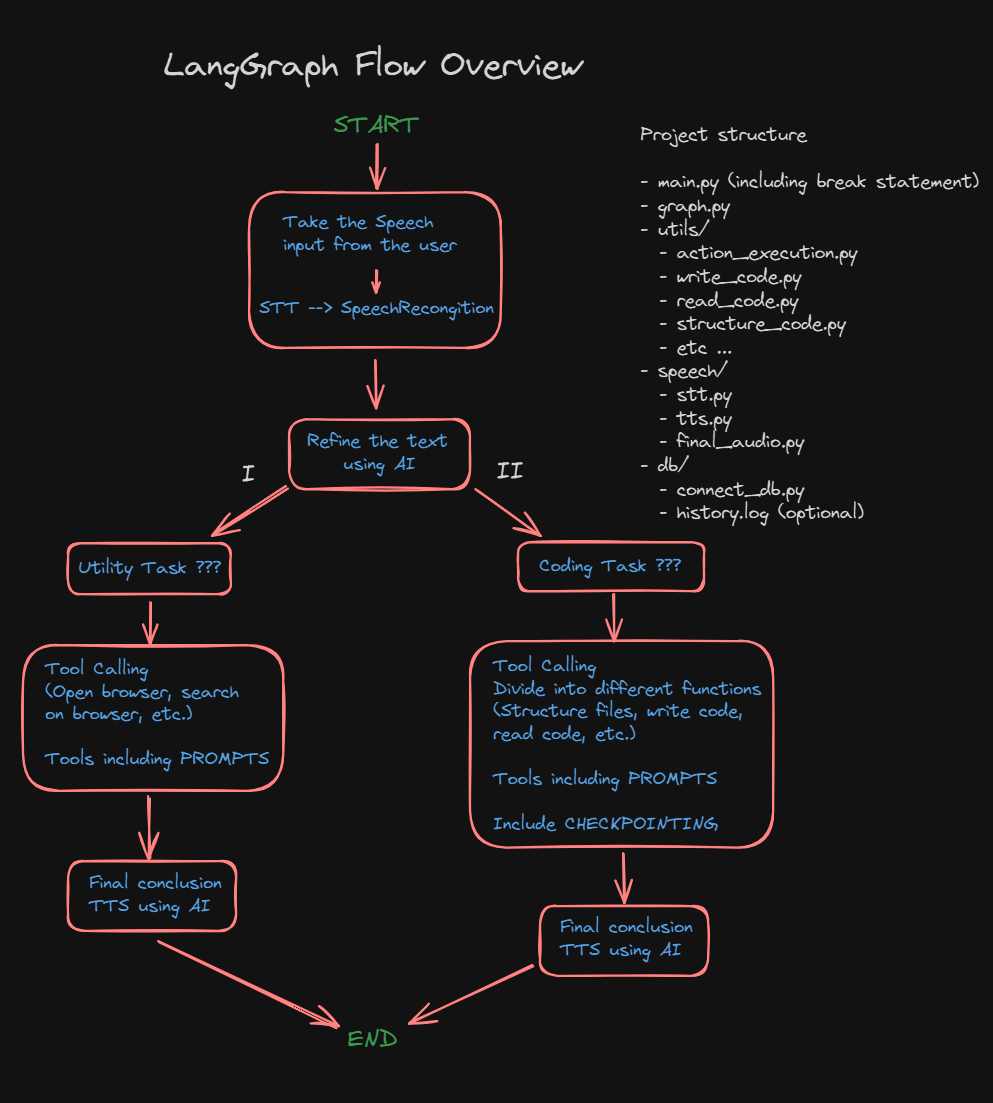 LangGraph Flow Overview
START
Take the Speech
input from the user
STT --> SpeechRecongition
Refine the text
using AI
I
II
Utility Task ???
Tool Calling
(Open browser, search
on browser, etc.)
Tools including PROMPTS
Final conclusion
TTS using AI
Coding Task ???
Tool Calling
Divide into different functions
(Structure files, write code,
read code, etc.)
Tools including PROMPTS
Include CHECKPOINTING
Final conclusion
TTS using AI
END
Project structure
- main.py (including break statement)
- graph.py
- utils/
- action_execution.py
- write_code.py
- read_code.py
- structure_code.py
- etc ...
- speech/
- stt.py
- tts.py
- final_audio.py
- db/
- connect_db.py
- history.log (optional)